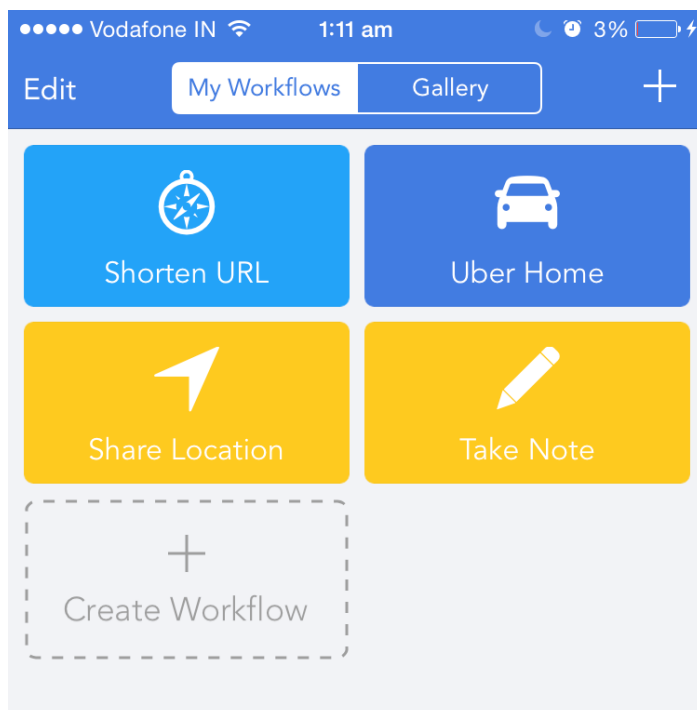 Vodafone IN 1:11 am 3%
Edit My Workflows Gallery
Shorten URL Uber Home
Share Location Take Note
Create Workflow